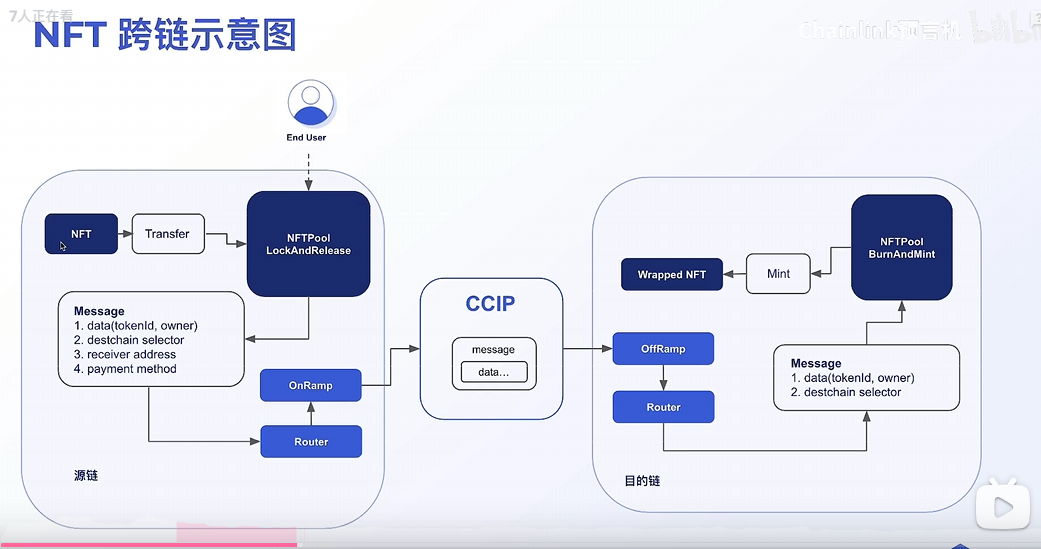 7人正在看
NFT 跨链示意图
Chainlink预言机
bilibili
End User
NFT
Transfer
NFTPool
LockAndRelease
Message
1. data(tokenId, owner)
2. destchain selector
3. receiver address
4. payment method
OnRamp
Router
源链
CCIP
message
data...
Wrapped NFT
Mint
NFTPool
BurnAndMint
OffRamp
Router
Message
1. data(tokenId, owner)
2. destchain selector
目的链